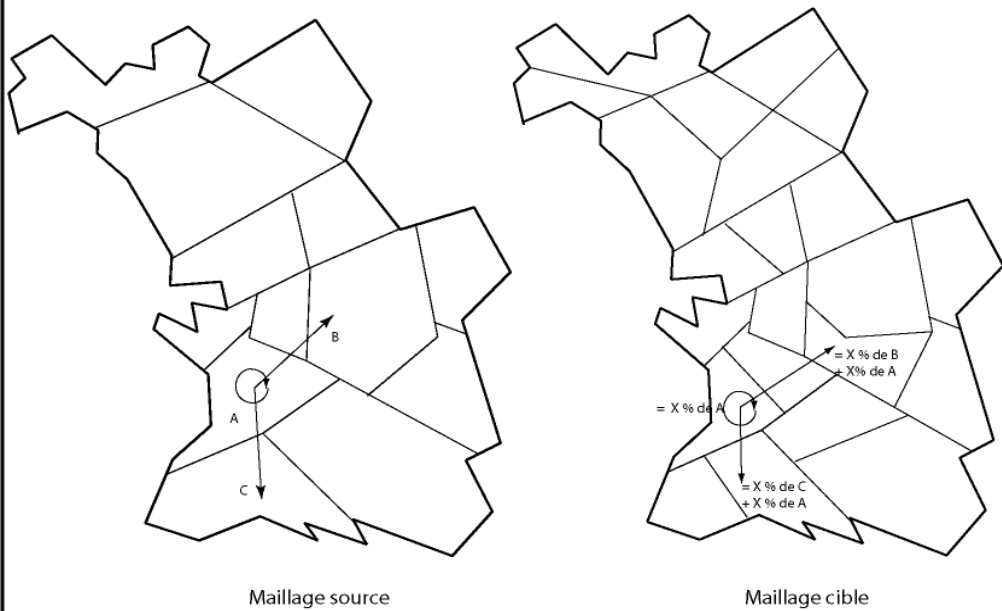 B
A
C
Maillage source
= X % de B
+ X% de A
= X % de A
= X % de C
+ X % de A
Maillage cible